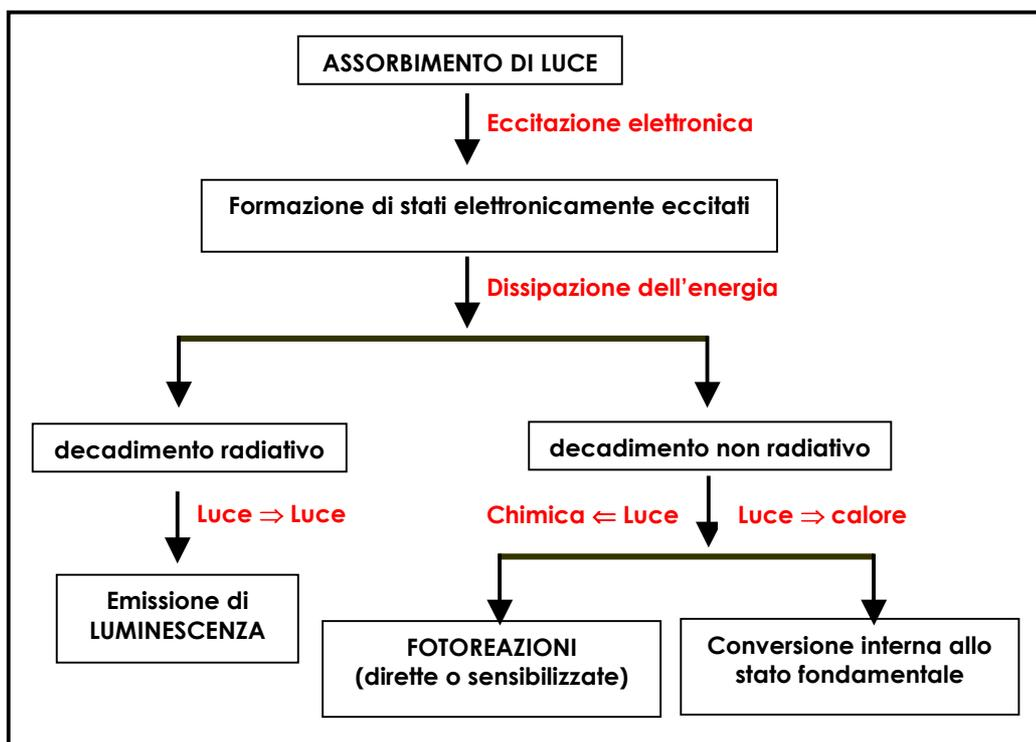 ASSORBIMENTO DI LUCE
Eccitazione elettronica
Formazione di stati elettronicamente eccitati
Dissipazione dell’energia
decadimento radiativo
decadimento non radiativo
Luce ⇒ Luce
Chimica ⇐ Luce
Luce ⇒ calore
Emissione di
LUMINESCENZA
FOTOREAZIONI
(dirette o sensibilizzate)
Conversione interna allo
stato fondamentale